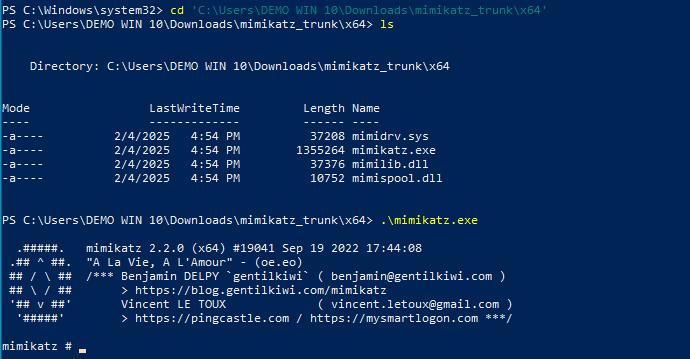 PS C:\Windows\system32> cd 'C:\Users\DEMO WIN 10\Downloads\mimikatz_trunk\x64'
PS C:\Users\DEMO WIN 10\Downloads\mimikatz_trunk\x64> ls
Directory: C:\Users\DEMO WIN 10\Downloads\mimikatz_trunk\x64
Mode                 LastWriteTime         Length Name
----                 -------------         ------ ----
-a----          2/4/2025   4:54 PM          37208 mimidrv.sys
-a----          2/4/2025   4:54 PM        1355264 mimikatz.exe
-a----          2/4/2025   4:54 PM          37376 mimilib.dll
-a----          2/4/2025   4:54 PM          10752 mimispool.dll
PS C:\Users\DEMO WIN 10\Downloads\mimikatz_trunk\x64> .\mimikatz.exe
  .#####.   mimikatz 2.2.0 (x64) #19041 Sep 19 2022 17:44:08
 .## ^ ##.  "A La Vie, A L'Amour" - (oe.eo)
 ## / \ ##  /*** Benjamin DELPY `gentilkiwi` ( benjamin@gentilkiwi.com )
 ## \ / ##       > https://blog.gentilkiwi.com/mimikatz
 '## v ##'       Vincent LE TOUX             ( vincent.letoux@gmail.com )
  '#####'        > https://pingcastle.com / https://mysmartlogon.com ***/
mimikatz # _